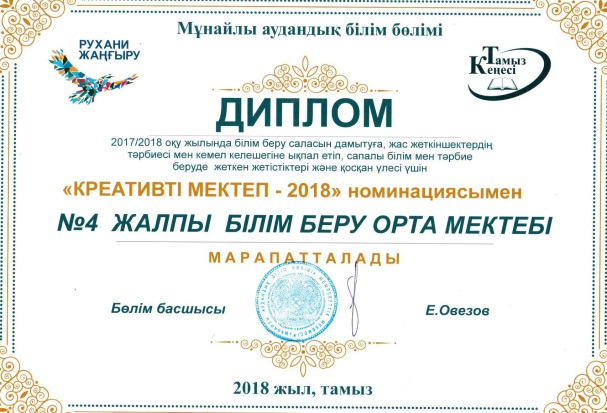 Мұнайлы аудандық білім бөлімі
РУХАНИ
ЖАҢҒЫРУ
Тамыз
Кеңесі
ДИПЛОМ
2017/2018 оқу жылында білім беру саласын дамытуға, жас жеткіншектердің
тәрбиесі мен кемел келешегіне ықпал етіп, сапалы білім мен тәрбие
беруде жеткен жетістіктері және қосқан үлесі үшін
«КРЕАТИВТІ МЕКТЕП - 2018» номинациясымен
№4 ЖАЛПЫ БІЛІМ БЕРУ ОРТА МЕКТЕБІ
МАРАПАТТАЛАДЫ
Бөлім басшысы
Е.Овезов
2018 жыл, тамыз